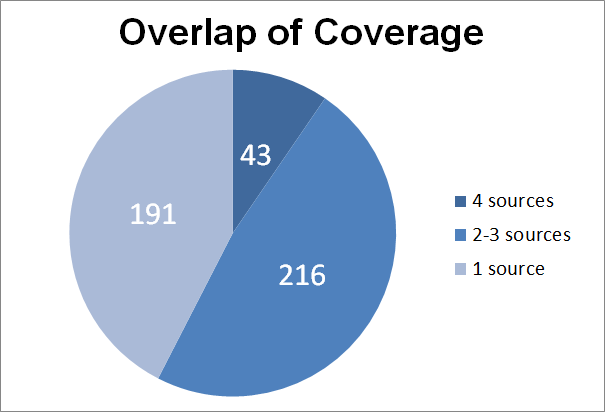 Overlap of Coverage
43
191
216
4 sources
2-3 sources
1 source